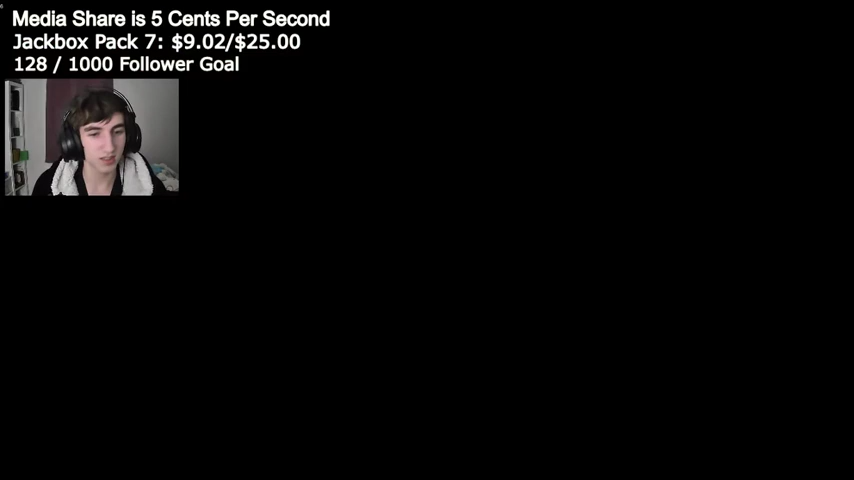 Media Share is 5 Cents Per Second
Jackbox Pack 7: $9.02/$25.00
128 / 1000 Follower Goal